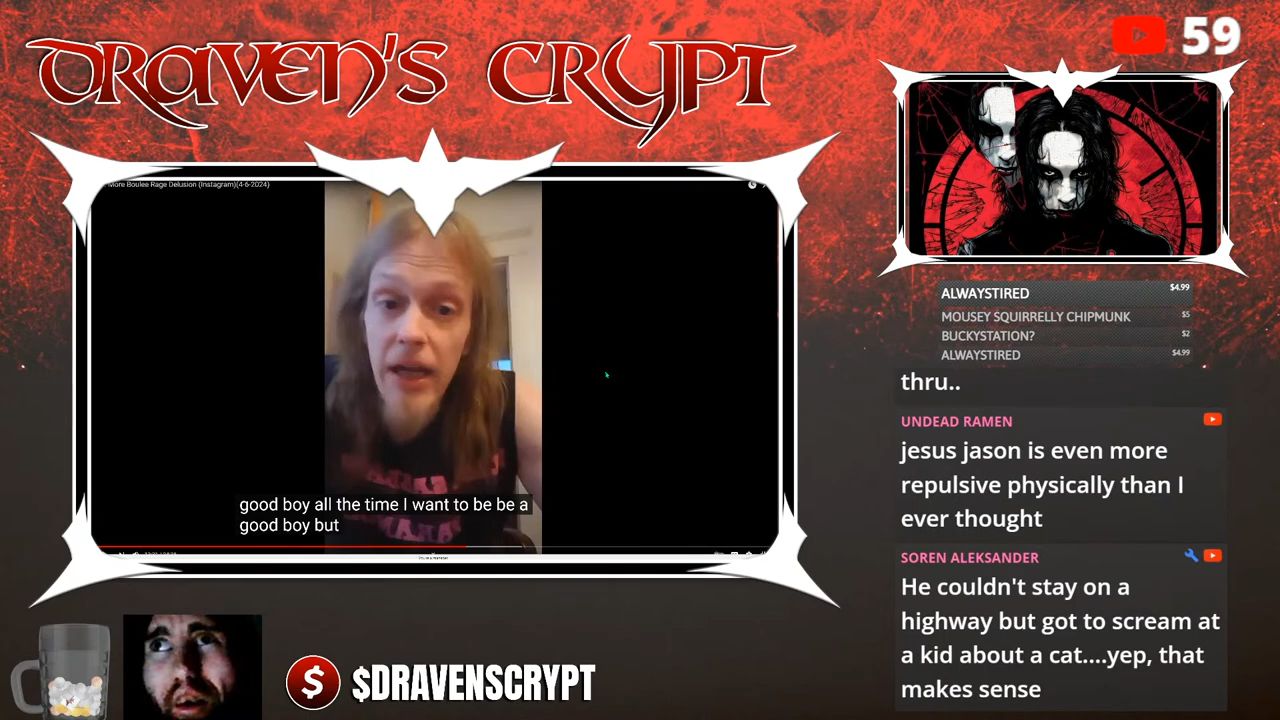 DRAVEN'S CRYPT
59
More Boulee Rage Delusion (Instagram)(4-6-2024)
good boy all the time I want to be be a
good boy but
ALWAYSTIRED $4.99
MOUSEY SQUIRRELLY CHIPMUNK $5
BUCKYSTATION? $2
ALWAYSTIRED $4.99
thru..
UNDEAD RAMEN
jesus jason is even more
repulsive physically than I
ever thought
SOREN ALEKSANDER
He couldn't stay on a
highway but got to scream at
a kid about a cat....yep, that
makes sense
$ $DRAVENSCRYPT